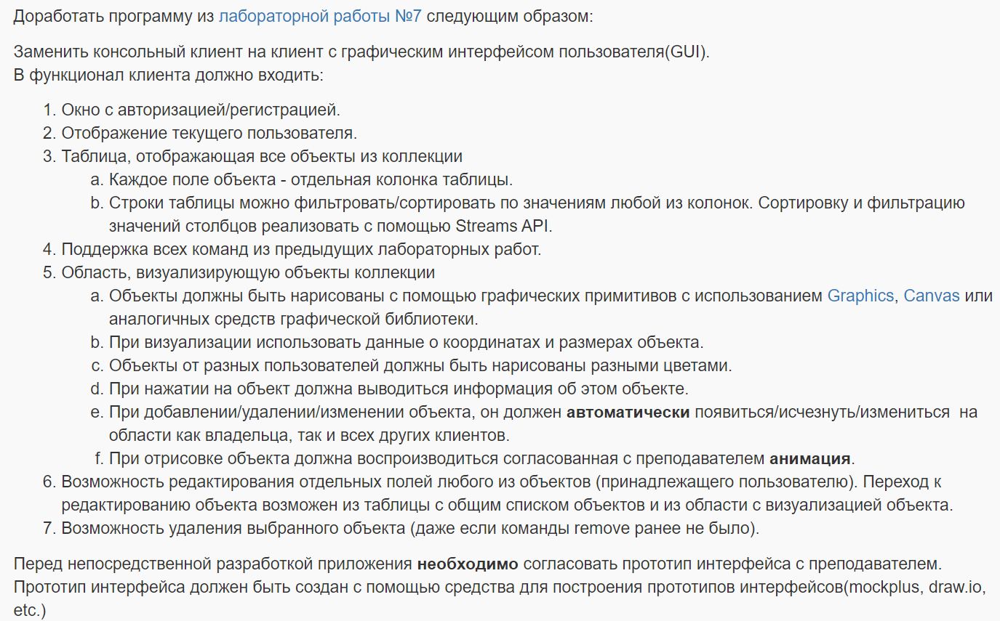 Доработать программу из лабораторной работы №7 следующим образом:
Заменить консольный клиент на клиент с графическим интерфейсом пользователя(GUI).
В функционал клиента должно входить:
1. Окно с авторизацией/регистрацией.
2. Отображение текущего пользователя.
3. Таблица, отображающая все объекты из коллекции
a. Каждое поле объекта - отдельная колонка таблицы.
b. Строки таблицы можно фильтровать/сортировать по значениям любой из колонок. Сортировку и фильтрацию
значений столбцов реализовать с помощью Streams API.
4. Поддержка всех команд из предыдущих лабораторных работ.
5. Область, визуализирующую объекты коллекции
a. Объекты должны быть нарисованы с помощью графических примитивов с использованием Graphics, Canvas или
аналогичных средств графической библиотеки.
b. При визуализации использовать данные о координатах и размерах объекта.
c. Объекты от разных пользователей должны быть нарисованы разными цветами.
d. При нажатии на объект должна выводиться информация об этом объекте.
e. При добавлении/удалении/изменении объекта, он должен автоматически появиться/исчезнуть/измениться на
области как владельца, так и всех других клиентов.
f. При отрисовке объекта должна воспроизводиться согласованная с преподавателем анимация.
6. Возможность редактирования отдельных полей любого из объектов (принадлежащего пользователю). Переход к
редактированию объекта возможен из таблицы с общим списком объектов и из области с визуализацией объекта.
7. Возможность удаления выбранного объекта (даже если команды remove ранее не было).
Перед непосредственной разработкой приложения необходимо согласовать прототип интерфейса с преподавателем.
Прототип интерфейса должен быть создан с помощью средства для построения прототипов интерфейсов(mockplus, draw.io,
etc.)